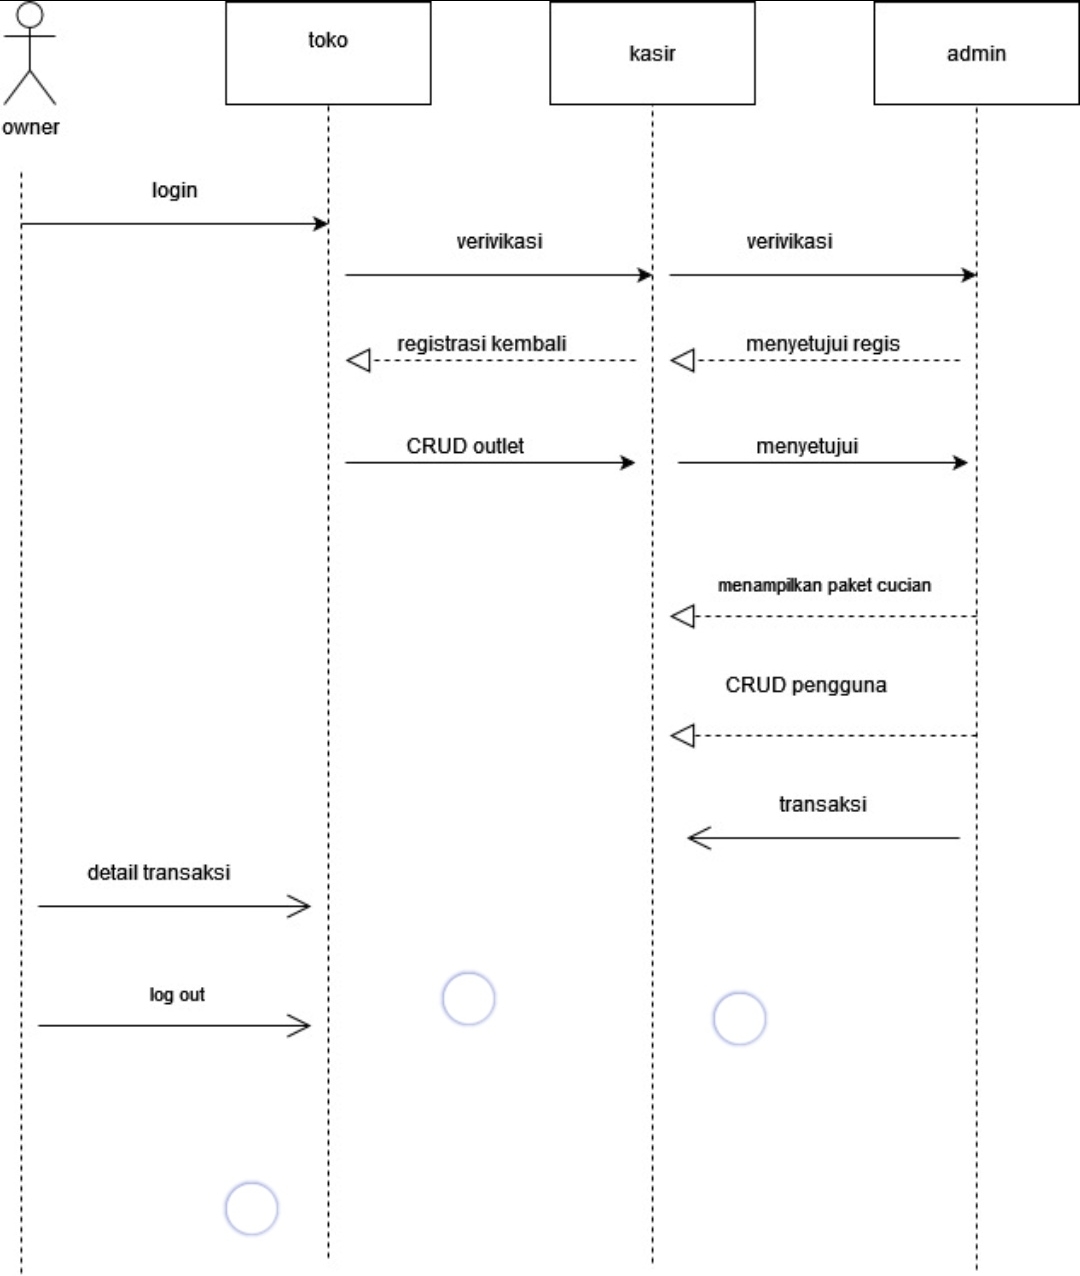 toko
kasir
admin
owner
login
verivikasi
verivikasi
registrasi kembali
menyetujui regis
CRUD outlet
menyetujui
menampilkan paket cucian
CRUD pengguna
transaksi
detail transaksi
log out